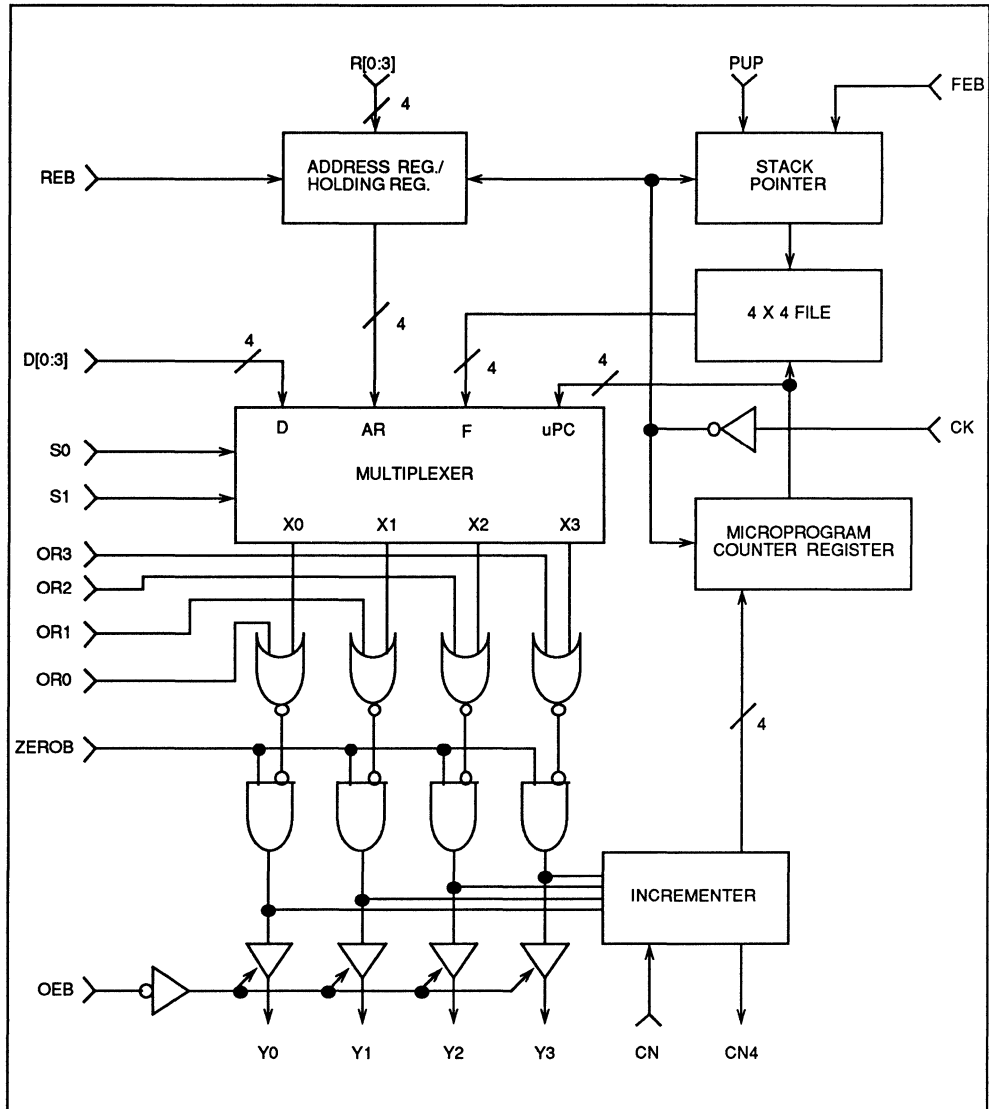 R[0:3]
PUP
FEB
4
REB
ADDRESS REG./
HOLDING REG.
STACK
POINTER
4 X 4 FILE
4
4
4
4
D[0:3]
D
AR
F
uPC
CK
S0
MULTIPLEXER
S1
X0
X1
X2
X3
MICROPROGRAM
COUNTER REGISTER
OR3
OR2
OR1
OR0
4
ZEROB
INCREMENTER
OEB
Y0
Y1
Y2
Y3
CN
CN4